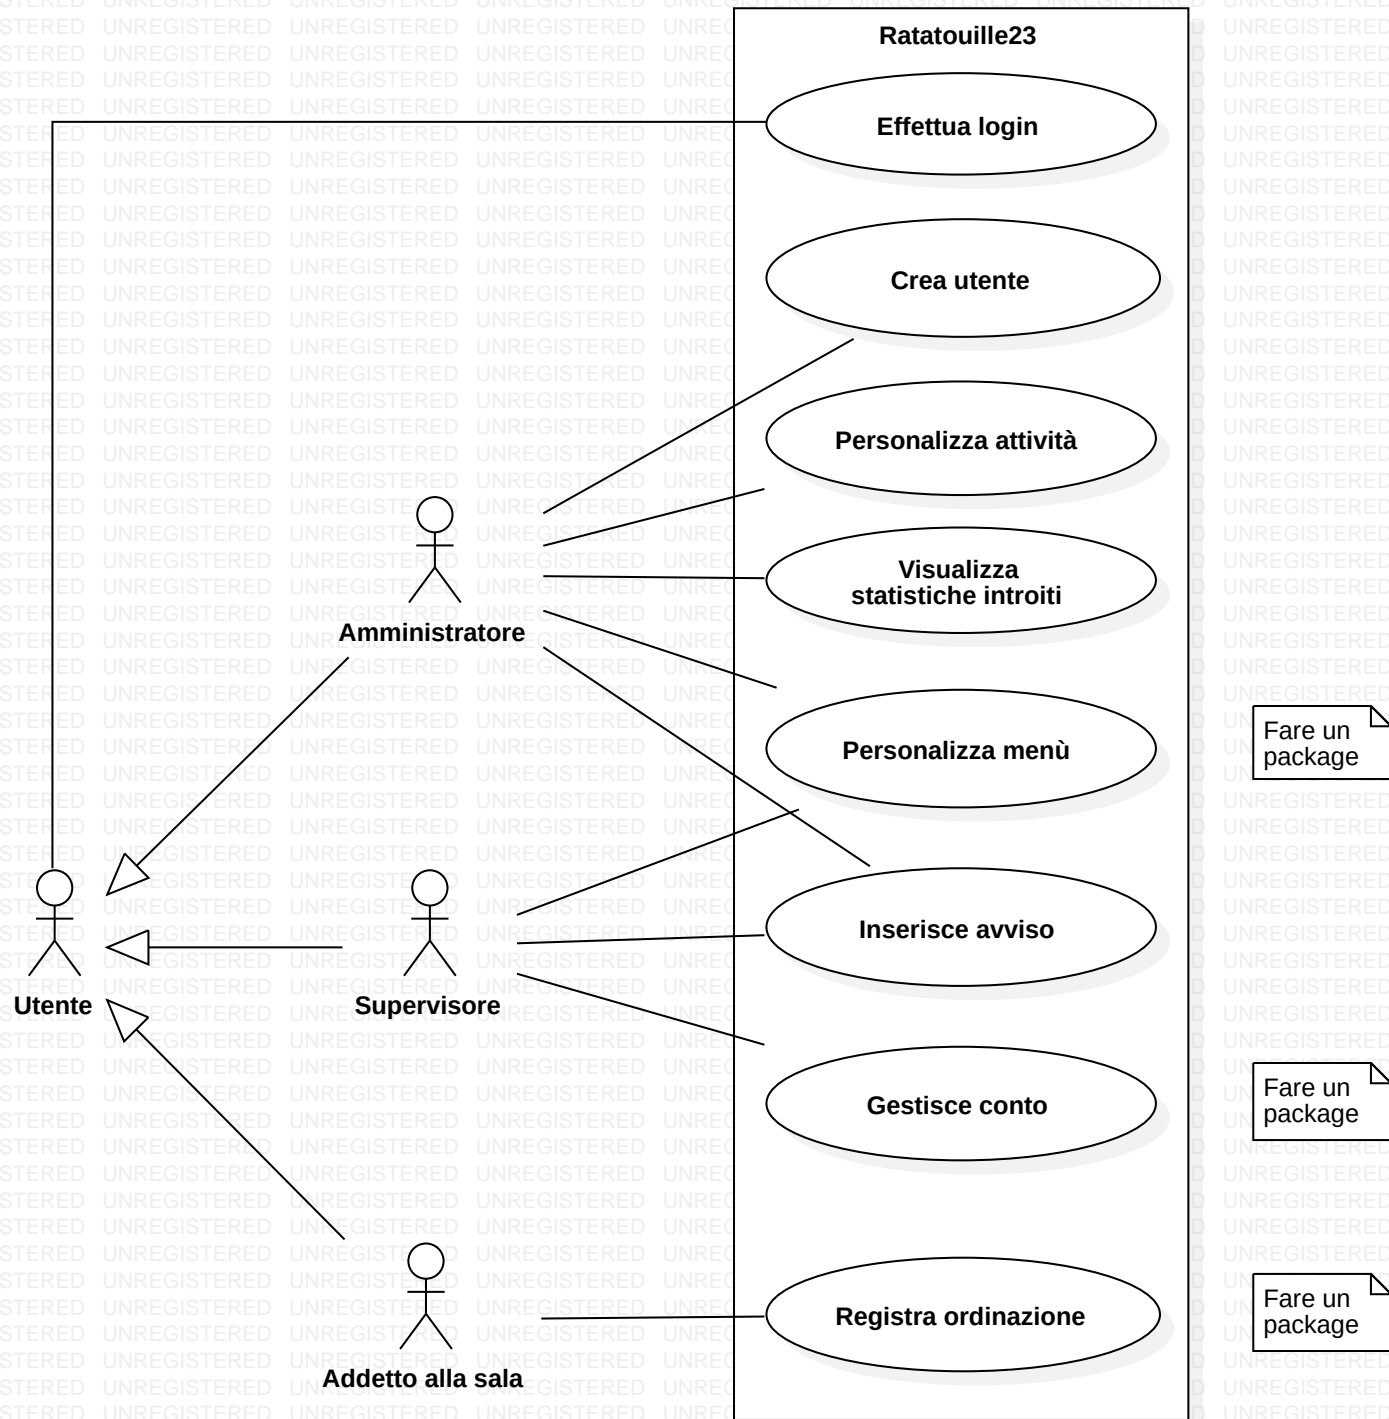 Ratatouille23
Effettua login
Crea utente
Personalizza attività
Visualizza
statistiche introiti
Amministratore
Personalizza menù
Fare un
package
Inserisce avviso
Utente
Supervisore
Gestisce conto
Fare un
package
Registra ordinazione
Fare un
package
Addetto alla sala
UNREGISTERED